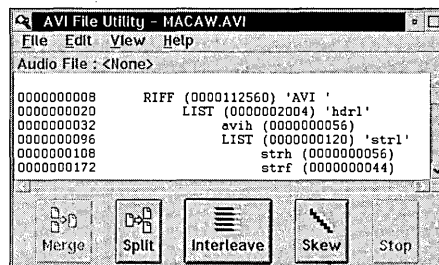 AVI File Utility - MACAW.AVI
File Edit View Help
Audio File : <None>
0000000008 RIFF (0000112560) 'AVI '
0000000020 LIST (0000002004) 'hdrl'
0000000032 avih (0000000056)
0000000096 LIST (0000000120) 'strl'
0000000108 strh (0000000056)
0000000172 strf (0000000044)
Merge Split Interleave Skew Stop